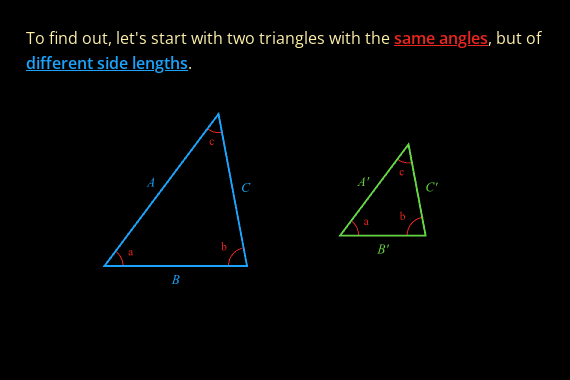 To find out, let's start with two triangles with the same angles, but of
different side lengths.
c
A
C
a
b
B
c
A'
C'
a
b
B'